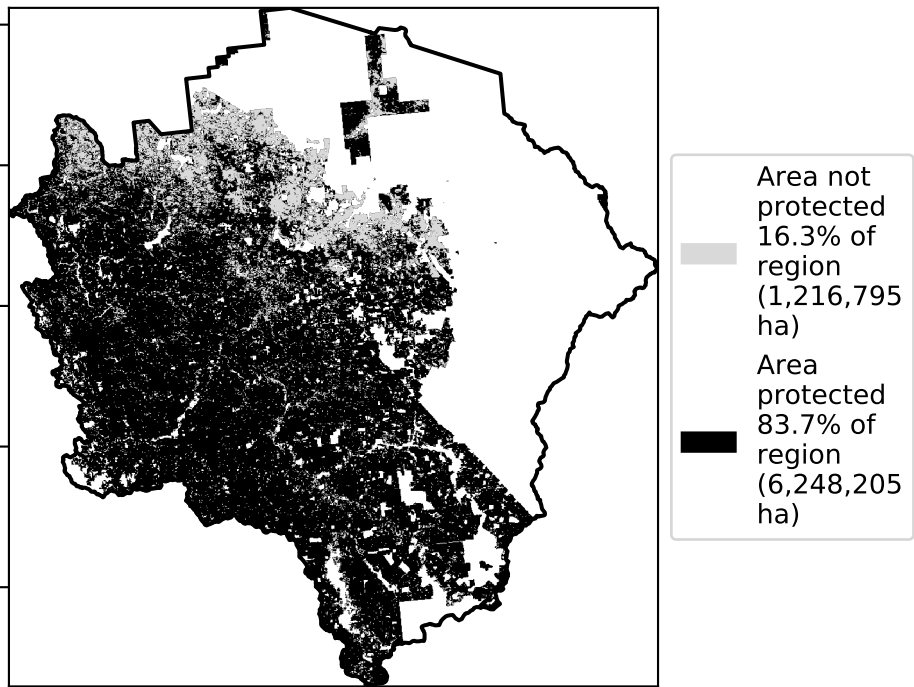 Area not
protected
16.3% of
region
(1,216,795
ha)
Area
protected
83.7% of
region
(6,248,205
ha)